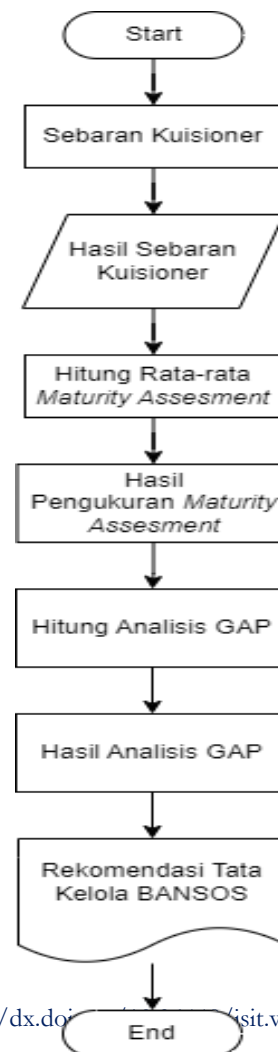 Start
Sebaran Kuisioner
Hasil Sebaran
Kuisioner
Hitung Rata-rata
Maturity Assesment
Hasil
Pengukuran Maturity
Assesment
Hitung Analisis GAP
Hasil Analisis GAP
Rekomendasi Tata
Kelola BANSOS
End